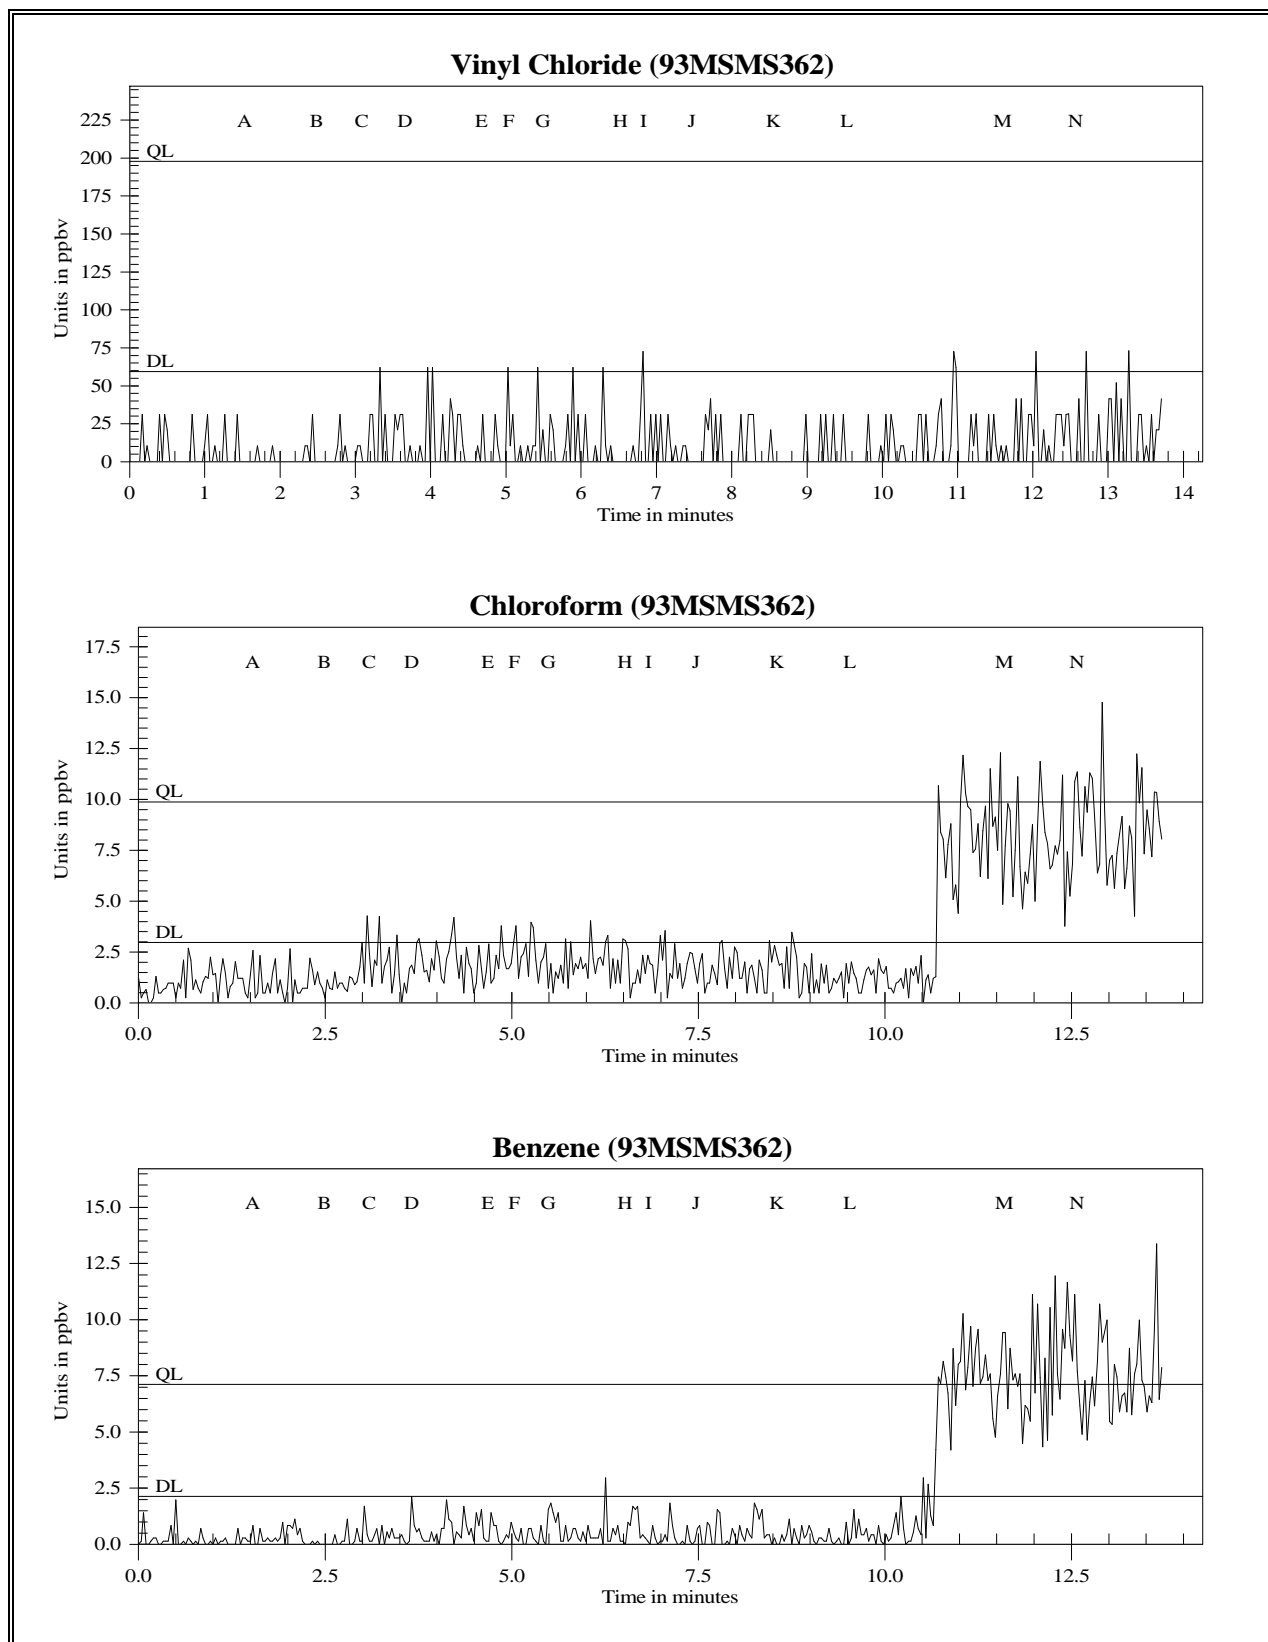 Vinyl Chloride (93MSMS362)
225
A B C D E F G H I J K L M N
QL
200
175
150
125
100
75
DL
50
25
0
Units in ppbv
0 1 2 3 4 5 6 7 8 9 10 11 12 13 14
Time in minutes
Chloroform (93MSMS362)
17.5
A B C D E F G H I J K L M N
15.0
12.5
QL
10.0
7.5
5.0
DL
2.5
0.0
Units in ppbv
0.0 2.5 5.0 7.5 10.0 12.5
Time in minutes
Benzene (93MSMS362)
15.0 A B C D E F G H I J K L M N
12.5
10.0
QL
7.5
5.0
DL
2.5
0.0
Units in ppbv
0.0 2.5 5.0 7.5 10.0 12.5
Time in minutes